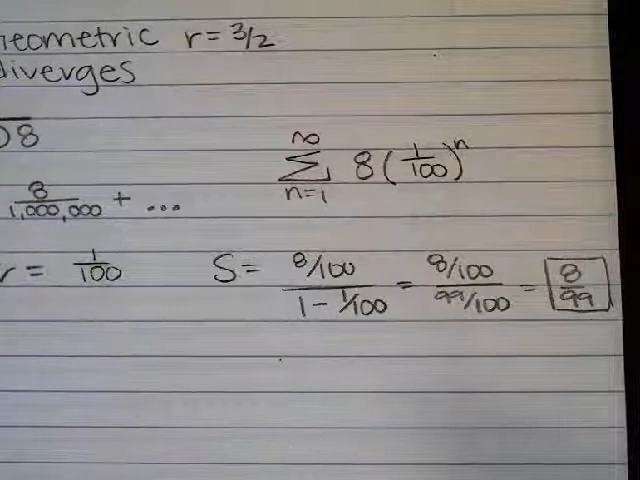 eometric r = 3/2
diverges
08
∞
∑ 8(1/100)^n
n=1
8/1,000,000 + ...
r = 1/100 S = (8/100)/(1 - 1/100) = (8/100)/(99/100) = 8/99